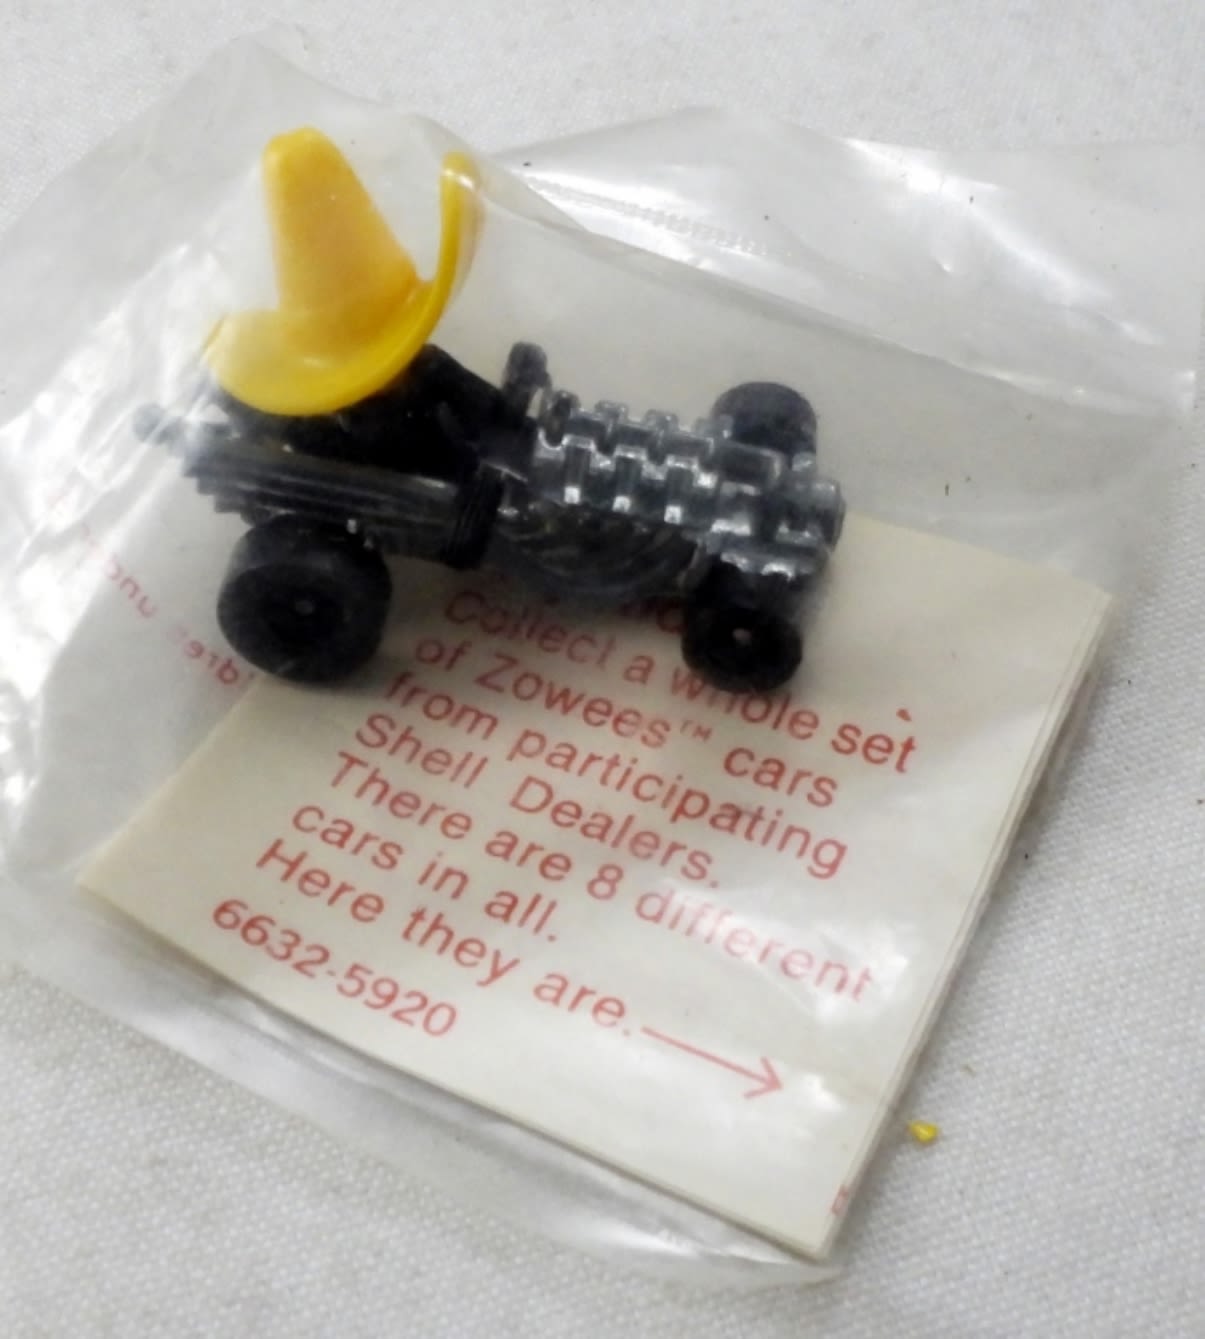 Collect a whole set
of Zowees™ cars
from participating
Shell Dealers.
There are 8 different
cars in all.
Here they are.→
6632-5920